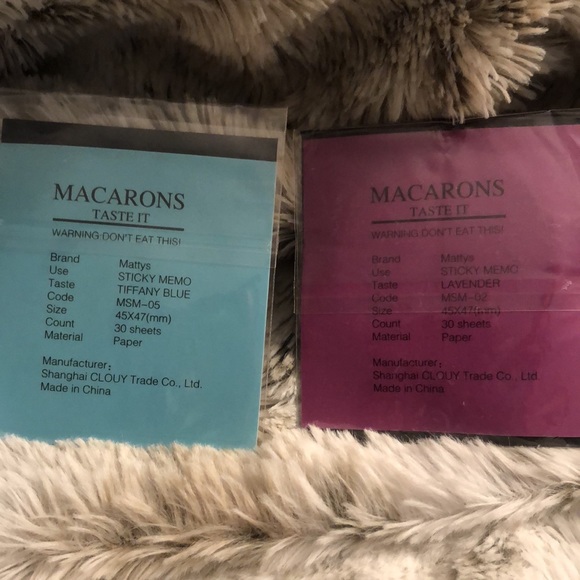 MACARONS
TASTE IT
WARNING:DON'T EAT THIS!
Brand Mattys
Use STICKY MEMO
Taste TIFFANY BLUE
Code MSM-05
Size 45X47(mm)
Count 30 sheets
Material Paper
Manufacturer:
Shanghai CLOUY Trade Co., Ltd.
Made in China
MACARONS
TASTE IT
WARNING:DON'T EAT THIS!
Brand Mattys
Use STICKY MEMO
Taste LAVENDER
Code MSM-02
Size 45X47(mm)
Count 30 sheets
Material Paper
Manufacturer:
Shanghai CLOUY Trade Co., Ltd.
Made in China